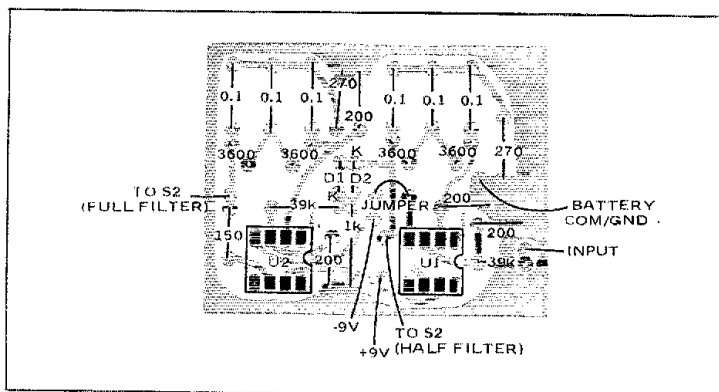 270
0.1 0.1 0.1 0.1 0.1 0.1
200
270
3600 3600 K 3600 3600
D1 D2
TO S2
(FULL FILTER)
39k K JUMPER 200
BATTERY
COM/GND
150 1k 200
INPUT
U2 200 U1 39k
-9V
+9V
TO S2
(HALF FILTER)